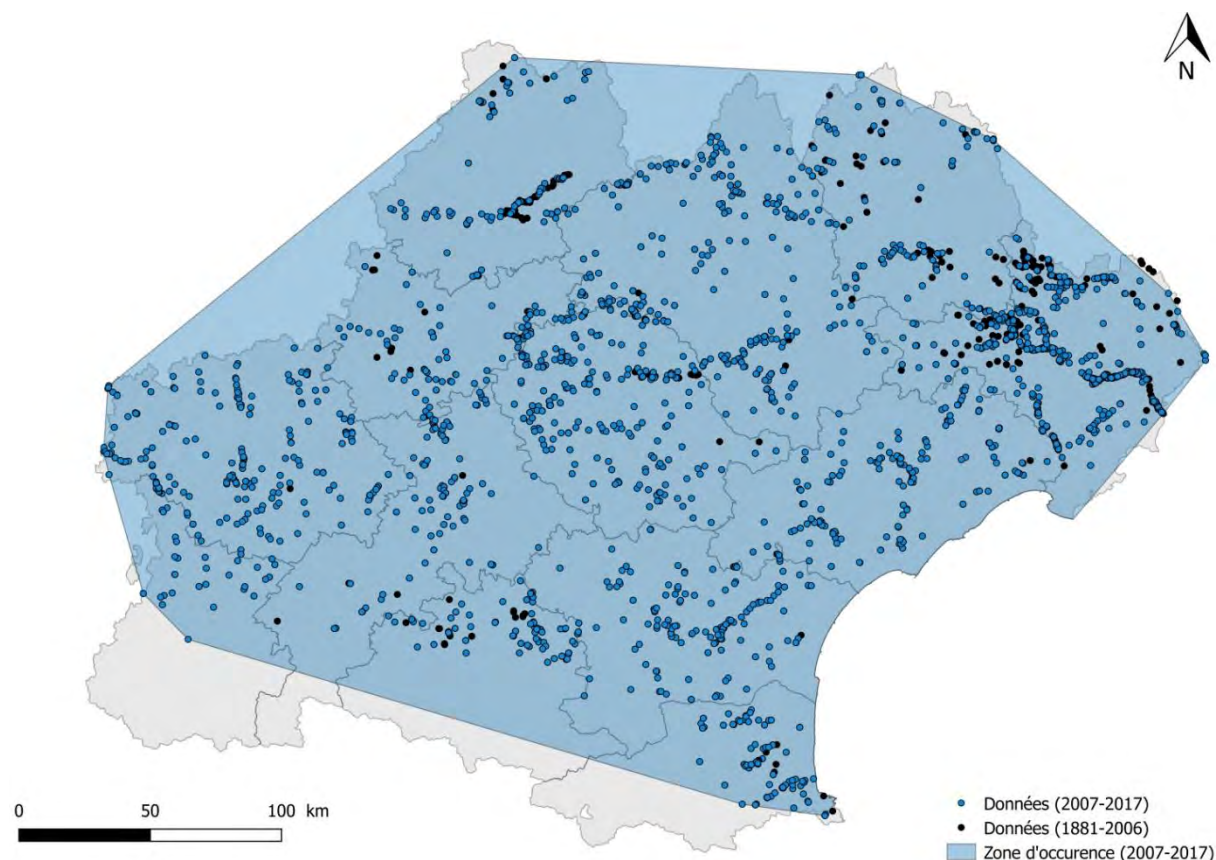 N
0 50 100 km
Données (2007-2017)
Données (1881-2006)
Zone d'occurence (2007-2017)